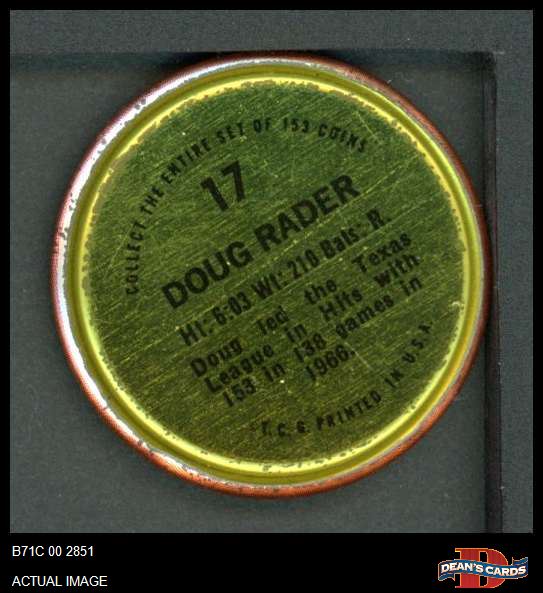 COLLECT THE ENTIRE SET OF 153 COINS
17
DOUG RADER
Ht: 6:03 Wt: 210 Bats R.
Doug led the Texas
League in Hits with
153 in 138 games in
1966.
T.C.G. PRINTED IN U.S.A.
B71C 00 2851
ACTUAL IMAGE
D
DEAN'S CARDS